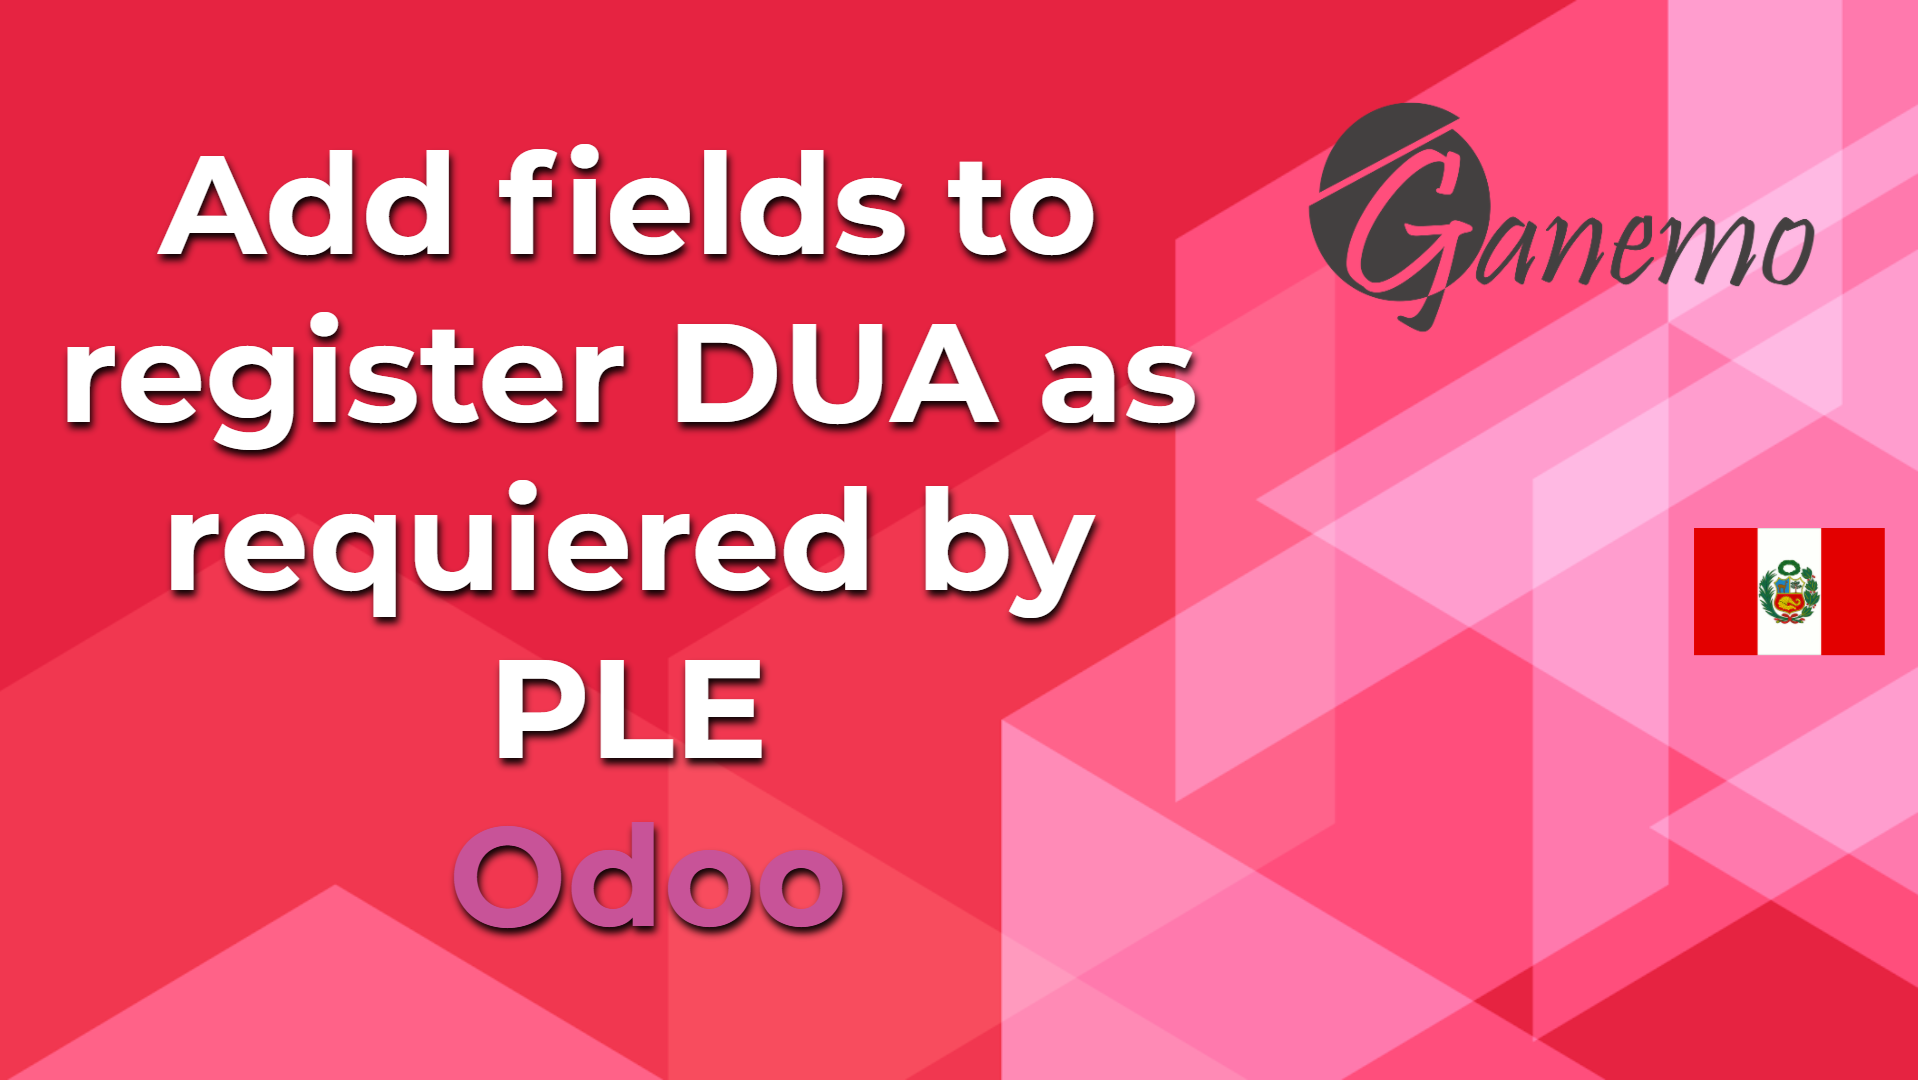 Add fields to
register DUA as
requiered by
PLE
Odoo
Ganemo